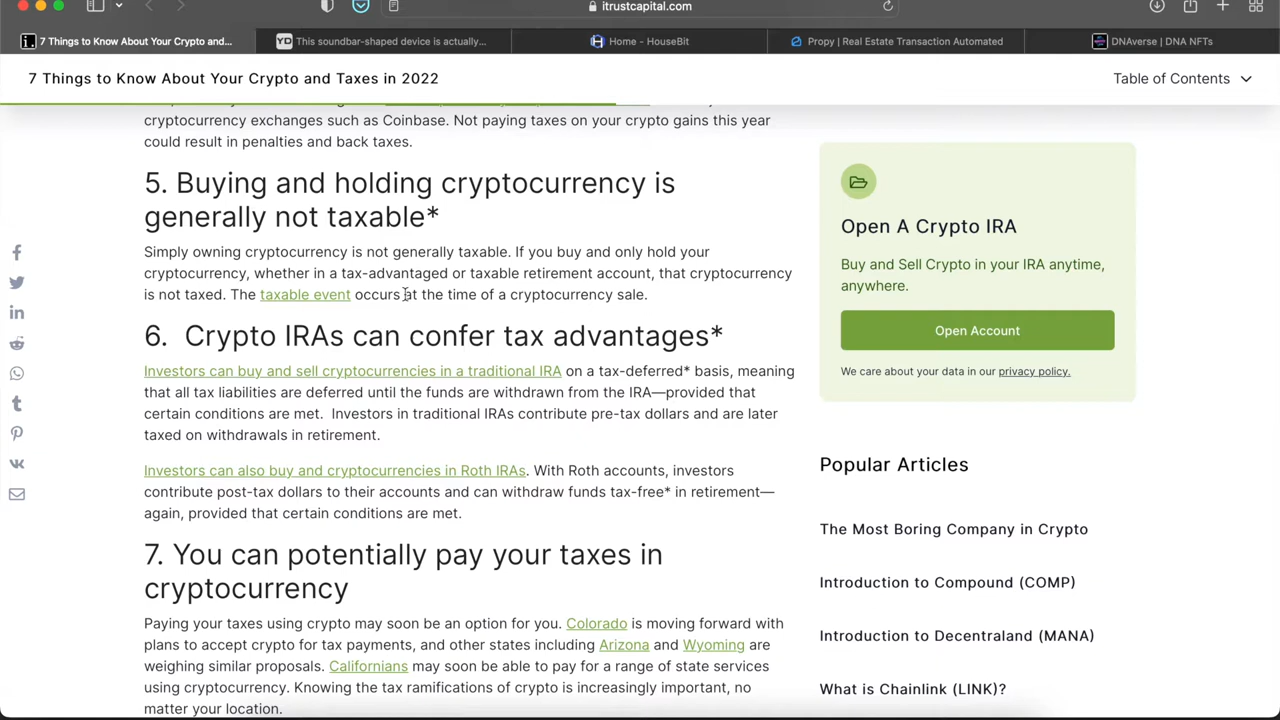 itrustcapital.com
7 Things to Know About Your Crypto and...
YD This soundbar-shaped device is actually...
Home - HouseBit
Propy | Real Estate Transaction Automated
DNAverse | DNA NFTs
7 Things to Know About Your Crypto and Taxes in 2022
Table of Contents
cryptocurrency exchanges such as Coinbase. Not paying taxes on your crypto gains this year
could result in penalties and back taxes.
5. Buying and holding cryptocurrency is
generally not taxable*
Simply owning cryptocurrency is not generally taxable. If you buy and only hold your
cryptocurrency, whether in a tax-advantaged or taxable retirement account, that cryptocurrency
is not taxed. The taxable event occurs at the time of a cryptocurrency sale.
6. Crypto IRAs can confer tax advantages*
Investors can buy and sell cryptocurrencies in a traditional IRA on a tax-deferred* basis, meaning
that all tax liabilities are deferred until the funds are withdrawn from the IRA—provided that
certain conditions are met. Investors in traditional IRAs contribute pre-tax dollars and are later
taxed on withdrawals in retirement.
Investors can also buy and cryptocurrencies in Roth IRAs. With Roth accounts, investors
contribute post-tax dollars to their accounts and can withdraw funds tax-free* in retirement—
again, provided that certain conditions are met.
7. You can potentially pay your taxes in
cryptocurrency
Paying your taxes using crypto may soon be an option for you. Colorado is moving forward with
plans to accept crypto for tax payments, and other states including Arizona and Wyoming are
weighing similar proposals. Californians may soon be able to pay for a range of state services
using cryptocurrency. Knowing the tax ramifications of crypto is increasingly important, no
matter your location.
Open A Crypto IRA
Buy and Sell Crypto in your IRA anytime,
anywhere.
Open Account
We care about your data in our privacy policy.
Popular Articles
The Most Boring Company in Crypto
Introduction to Compound (COMP)
Introduction to Decentraland (MANA)
What is Chainlink (LINK)?